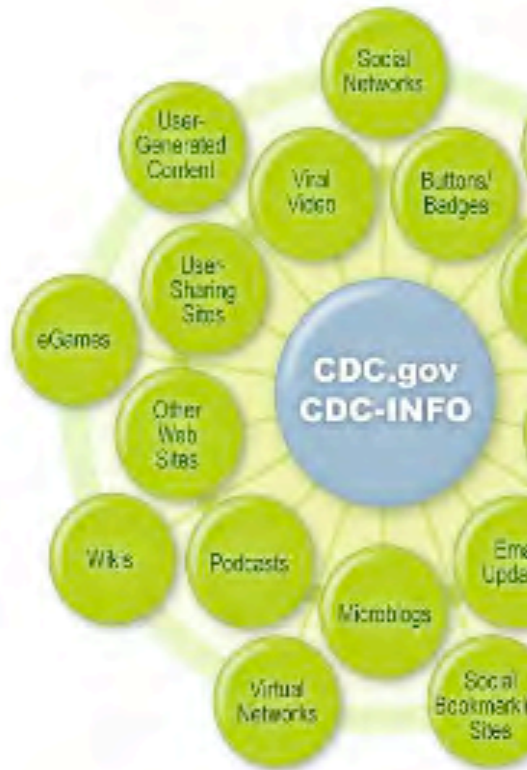 Social
Networks
User-
Generated
Content
Viral
Video
Buttons/
Badges
User-
Sharing
Sites
eGames
CDC.gov
CDC-INFO
Other
Web
Sites
Wikis
Podcasts
Microblogs
Virtual
Networks
Social
Sites